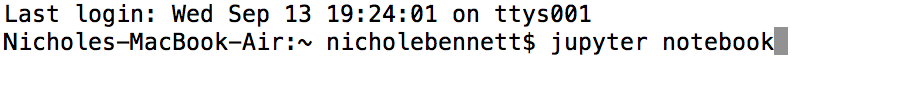 Last login: Wed Sep 13 19:24:01 on ttys001
Nicholes-MacBook-Air:~ nicholebennett$ jupyter notebook